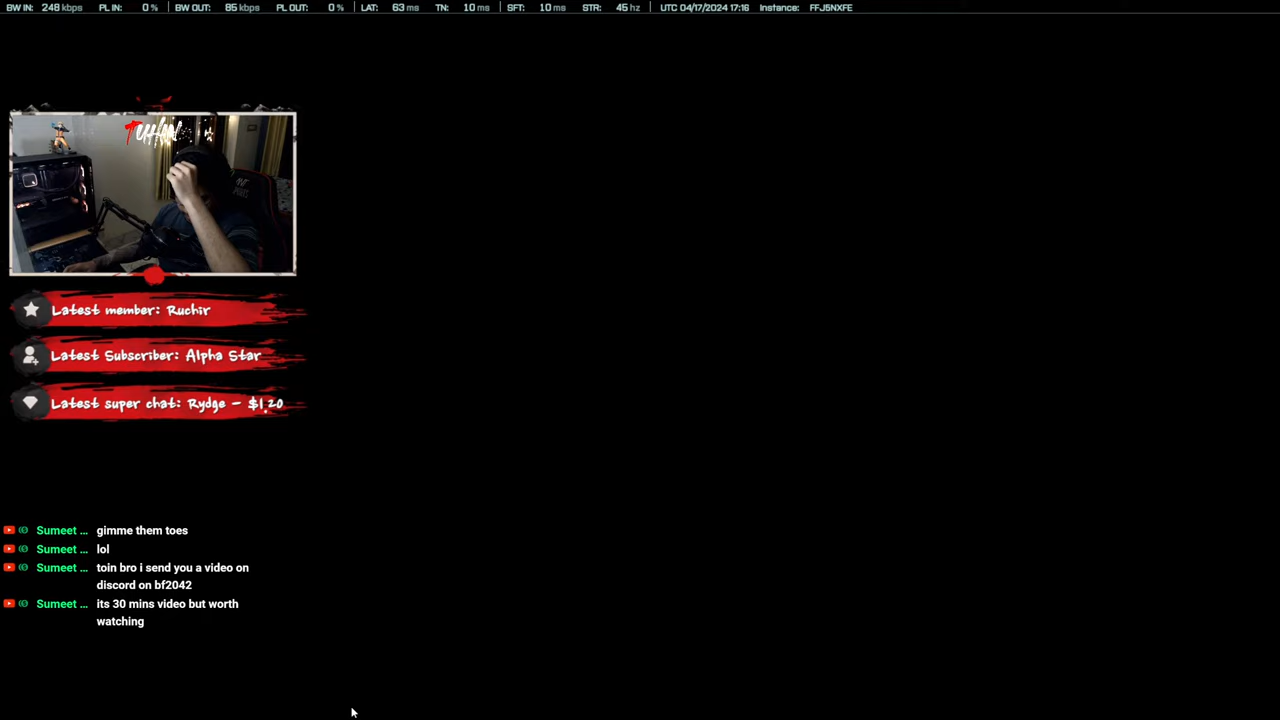 BW IN: 248 kbps PL IN: 0 % BW OUT: 85 kbps PL OUT: 0 % LAT: 63 ms TN: 10 ms SFT: 10 ms STR: 45 hz UTC 04/17/2024 17:16 Instance: FFJ5NXFE
Latest member: Ruchir
Latest Subscriber: Alpha Star
Latest super chat: Rydge - $1.20
Sumeet ... gimme them toes
Sumeet ... lol
Sumeet ... toin bro i send you a video on
discord on bf2042
Sumeet ... its 30 mins video but worth
watching